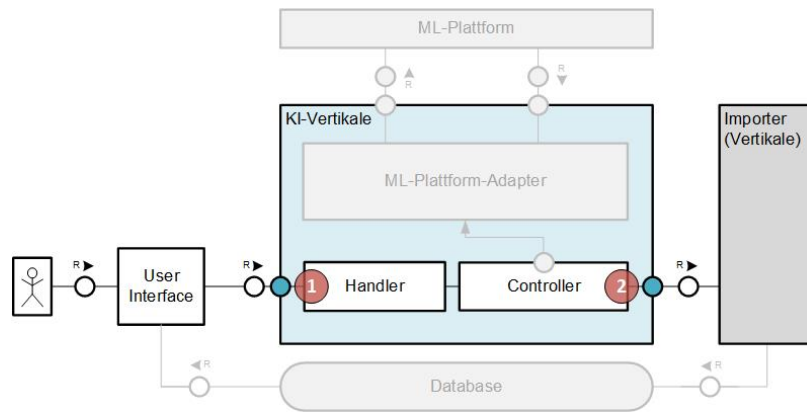 ML-Plattform
R
R
KI-Vertikale
Importer
(Vertikale)
ML-Plattform-Adapter
R
User
Interface
R
1
Handler
Controller
2
R
R
Database
R